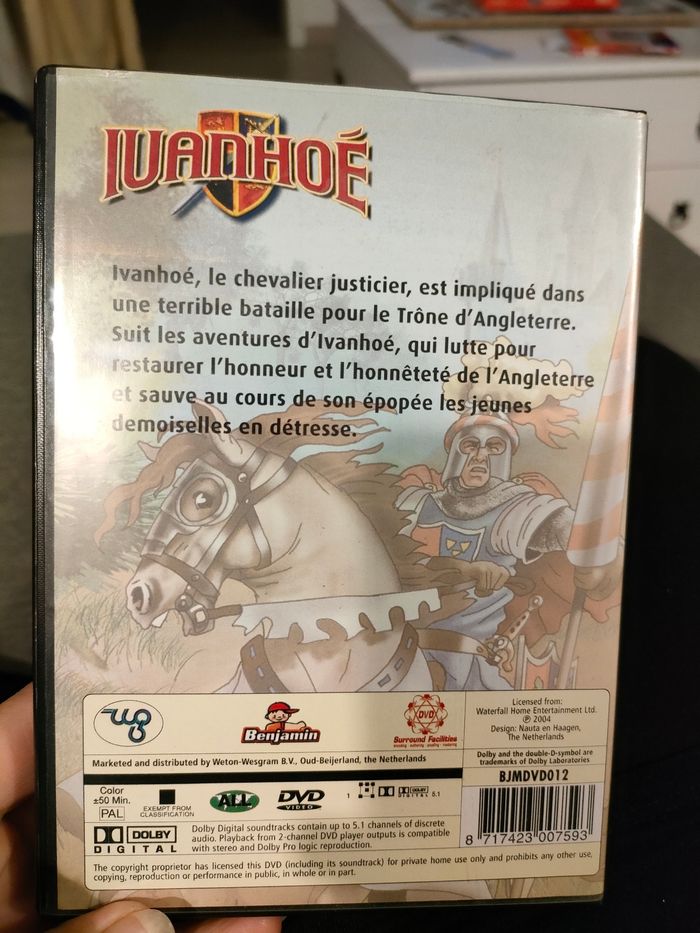 IVANHOÉ
Ivanhoé, le chevalier justicier, est impliqué dans
une terrible bataille pour le Trône d'Angleterre.
Suit les aventures d'Ivanhoé, qui lutte pour
restaurer l'honneur et l'honnêteté de l'Angleterre
et sauve au cours de son épopée les jeunes
demoiselles en détresse.
Benjamin
DVD
Surround Facilities
Licensed from:
Waterfall Home Entertainment Ltd.
℗ 2004
Design: Nauta en Haagen,
The Netherlands
Marketed and distributed by Weton-Wesgram B.V., Oud-Beijerland, the Netherlands
Dolby and the double-D-symbol are
trademarks of Dolby Laboratories
BJMDVD012
Color
±50 Min.
PAL
EXEMPT FROM
CLASSIFICATION
ALL
DVD
VIDEO
1
5.1
DOLBY
DIGITAL
Dolby Digital soundtracks contain up to 5.1 channels of discrete
audio. Playback from 2-channel DVD player outputs is compatible
with stereo and Dolby Pro logic reproduction.
8 717423 007593
The copyright proprietor has licensed this DVD (including its soundtrack) for private home use only and prohibits any other use,
copying, reproduction or performance in public, in whole or in part.